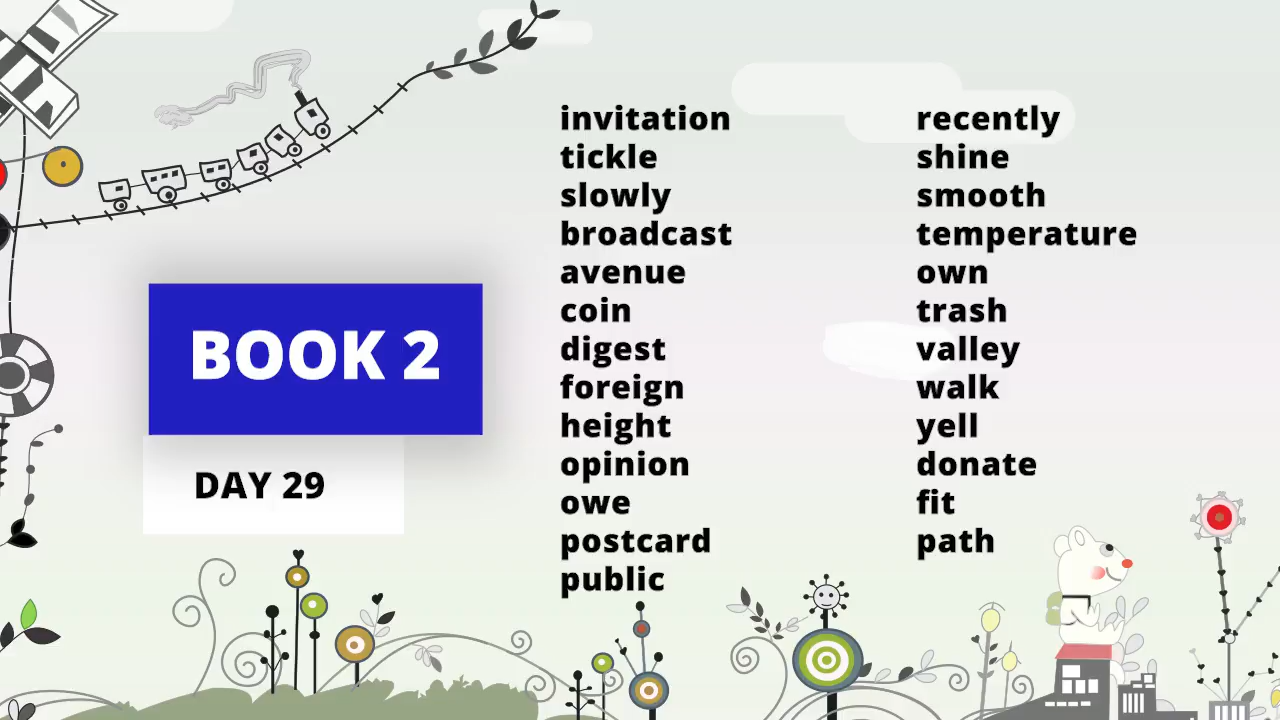 BOOK 2
DAY 29
invitation
tickle
slowly
broadcast
avenue
coin
digest
foreign
height
opinion
owe
postcard
public
recently
shine
smooth
temperature
own
trash
valley
walk
yell
donate
fit
path